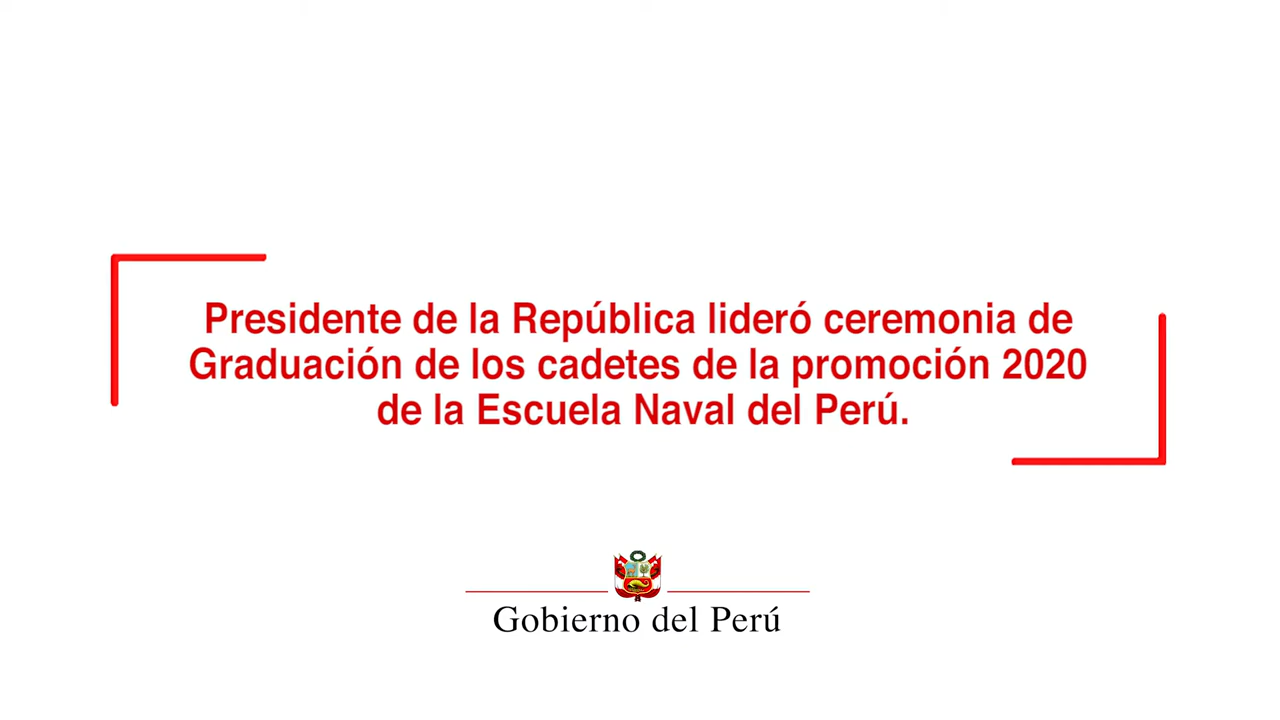 Presidente de la República lideró ceremonia de
Graduación de los cadetes de la promoción 2020
de la Escuela Naval del Perú.
Gobierno del Perú